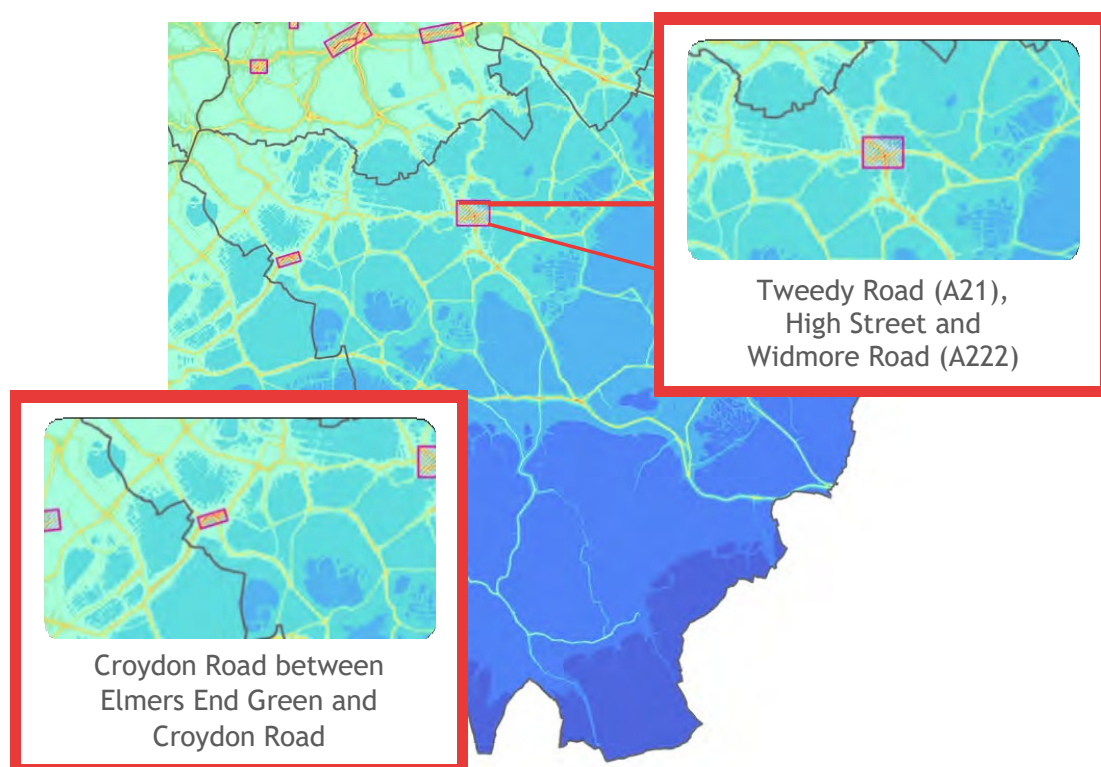 Tweedy Road (A21),
High Street and
Widmore Road (A222)
Croydon Road between
Elmers End Green and
Croydon Road